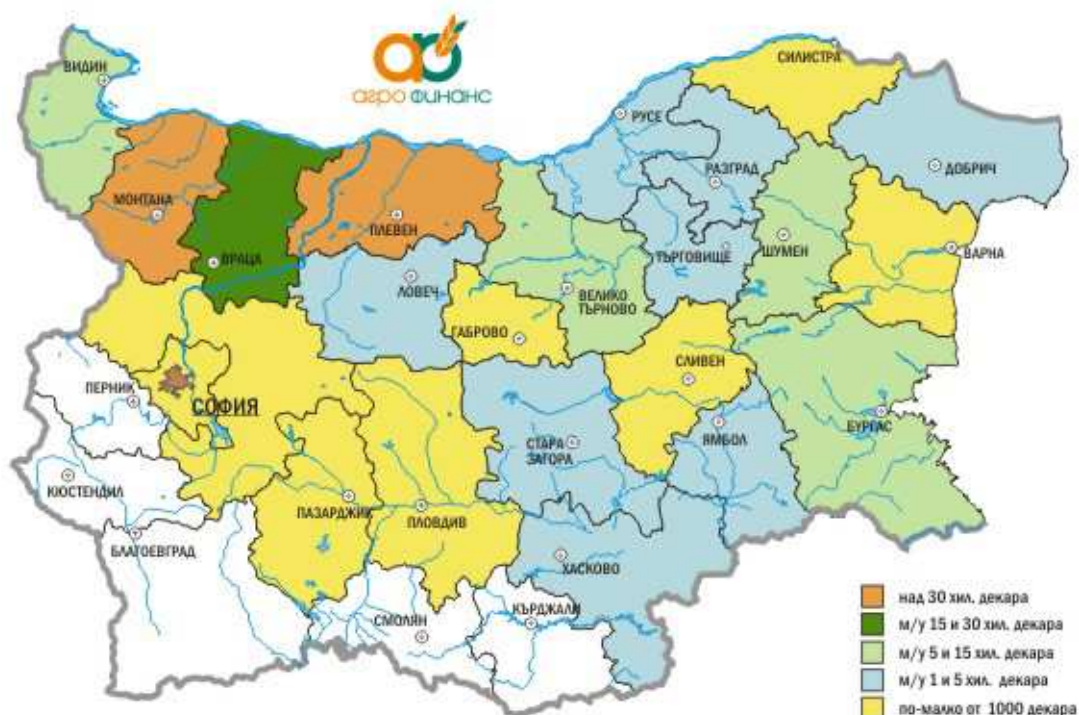 агро финанс
ВИДИН
СИЛИСТРА
РУСЕ
МОНТАНА
ВРАЦА
ПЛЕВЕН
РАЗГРАД
ДОБРИЧ
ЛОВЕЧ
ВЕЛИКО
ТЪРНОВО
ТЪРГОВИЩЕ
ШУМЕН
ВАРНА
ГАБРОВО
СЛИВЕН
ПЕРНИК
СОФИЯ
СТАРА
ЗАГОРА
ЯМБОЛ
БУРГАС
КЮСТЕНДИЛ
ПАЗАРДЖИК
ПЛОВДИВ
БЛАГОЕВГРАД
ХАСКОВО
СМОЛЯН
КЪРДЖАЛИ
над 30 хил. декара
м/у 15 и 30 хил. декара
м/у 5 и 15 хил. декара
м/у 1 и 5 хил. декара
по-малко от 1000 декара